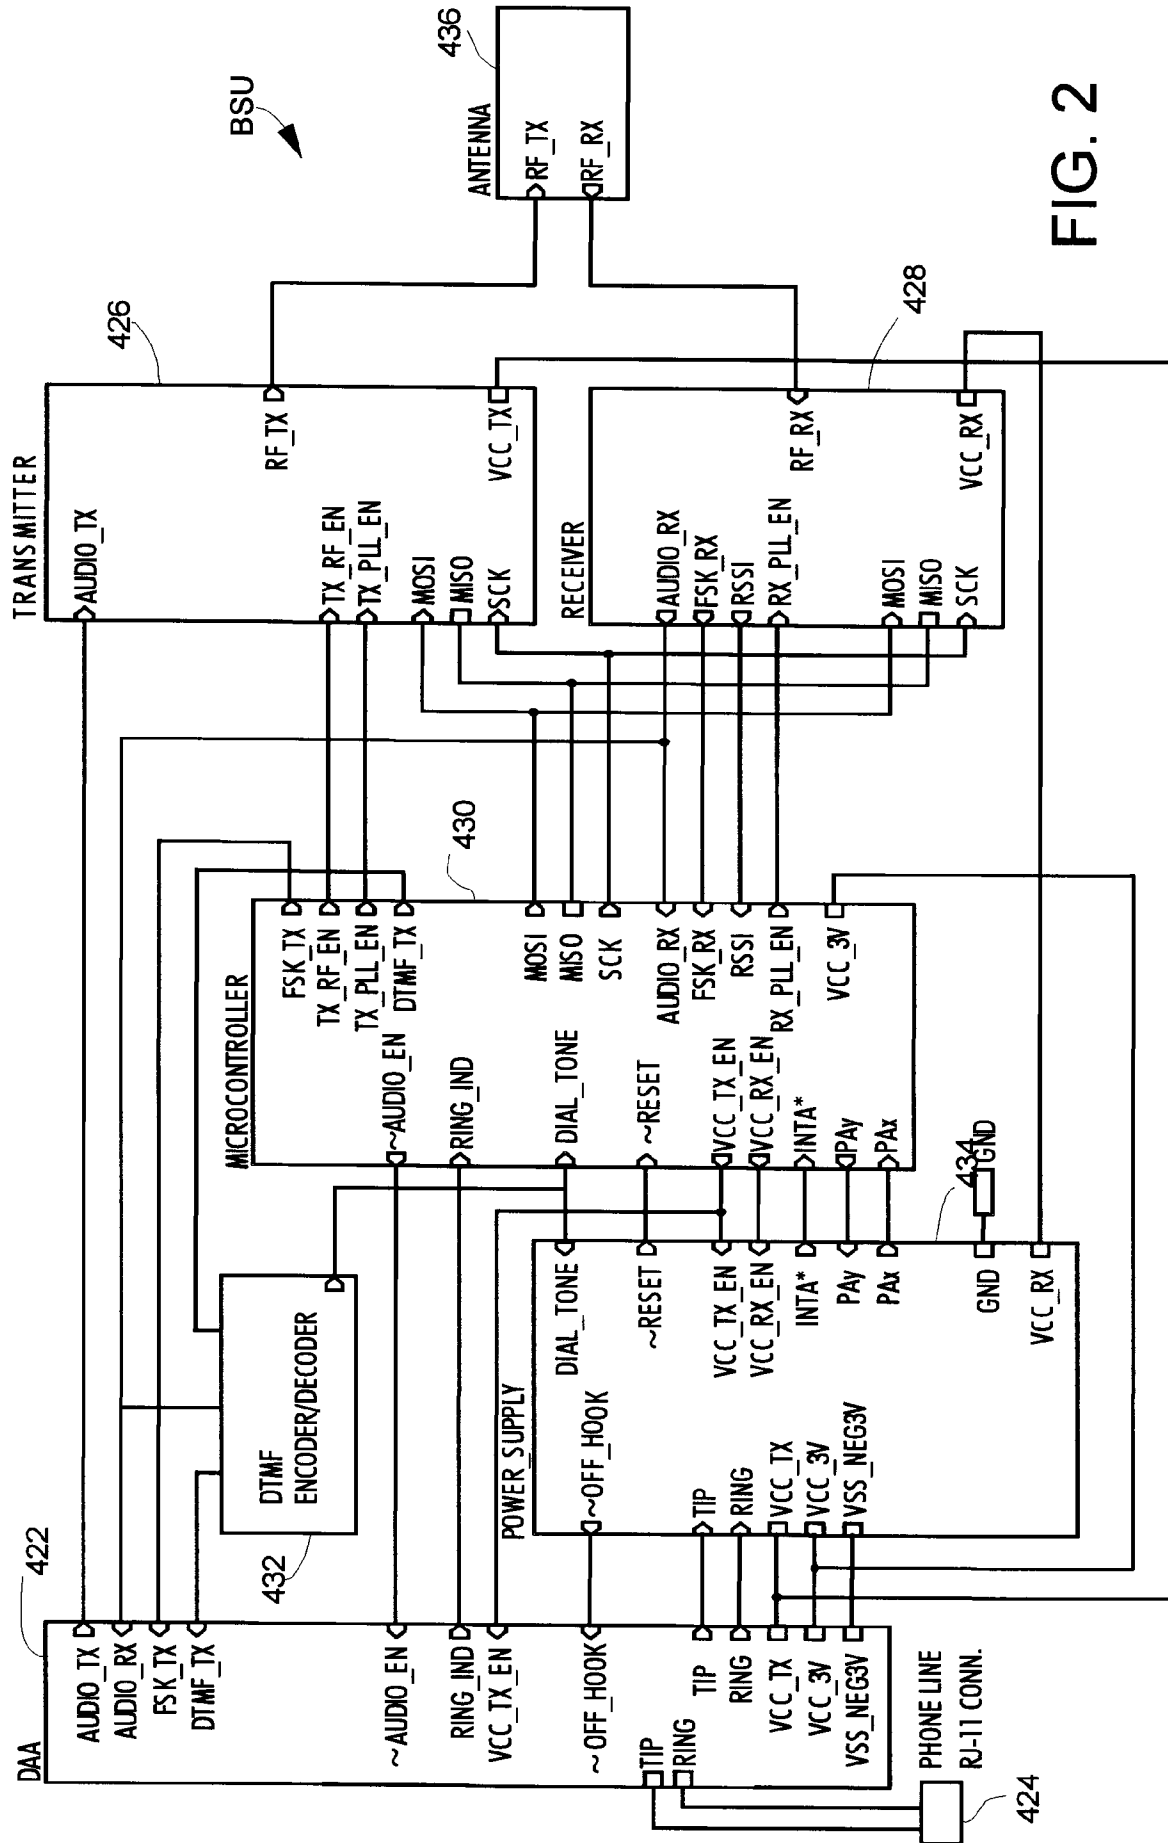 BSU
FIG. 2
DAA
422
AUDIO_TX
AUDIO_RX
FSK_TX
DTMF_TX
~AUDIO_EN
RING_IND
VCC_TX_EN
~OFF_HOOK
TIP
RING
VCC_TX
VCC_3V
VSS_NEG3V
TIP
RING
PHONE LINE
RJ-11 CONN.
424
DTMF
ENCODER/DECODER
432
POWER SUPPLY
434
~OFF_HOOK
TIP
RING
VCC_TX
VCC_3V
VSS_NEG3V
DIAL_TONE
~RESET
VCC_TX_EN
VCC_RX_EN
INTA*
PAy
PAx
GND
VCC_RX
GND
MICROCONTROLLER
430
~AUDIO_EN
RING_IND
DIAL_TONE
~RESET
VCC_TX_EN
VCC_RX_EN
INTA*
PAy
PAx
FSK_TX
TX_RF_EN
TX_PLL_EN
DTMF_TX
MOSI
MISO
SCK
AUDIO_RX
FSK_RX
RSSI
RX_PLL_EN
VCC_3V
TRANSMITTER
426
AUDIO_TX
TX_RF_EN
TX_PLL_EN
MOSI
MISO
SCK
RF_TX
VCC_TX
RECEIVER
428
AUDIO_RX
FSK_RX
RSSI
RX_PLL_EN
MOSI
MISO
SCK
RF_RX
VCC_RX
ANTENNA
436
RF_TX
RF_RX